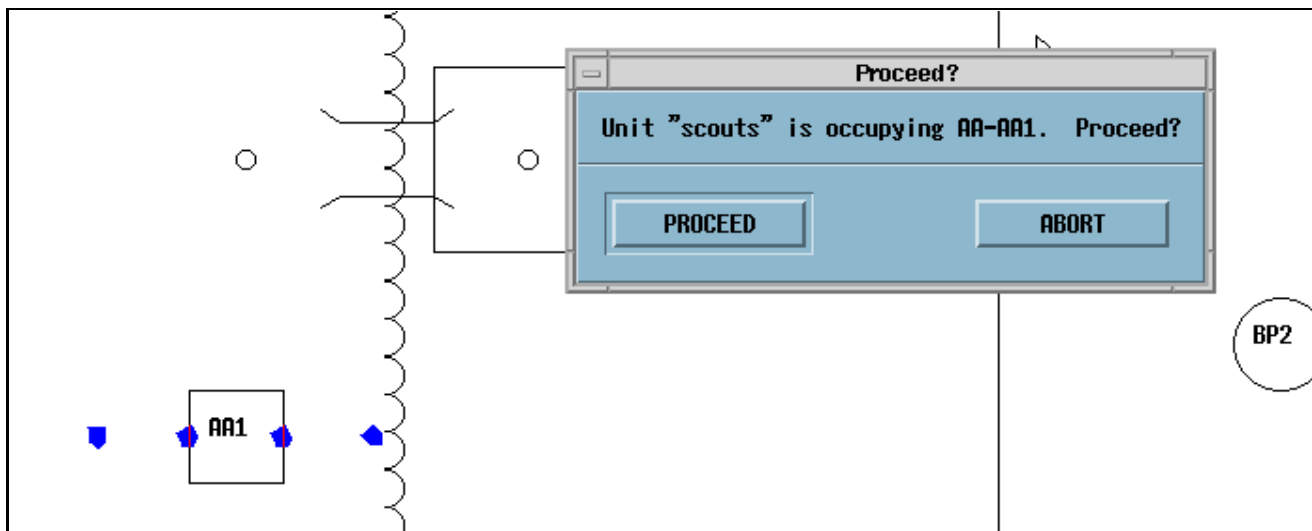 Proceed?
Unit ”scouts” is occupying AA-AA1. Proceed?
PROCEED
ABORT
BP2
AA1